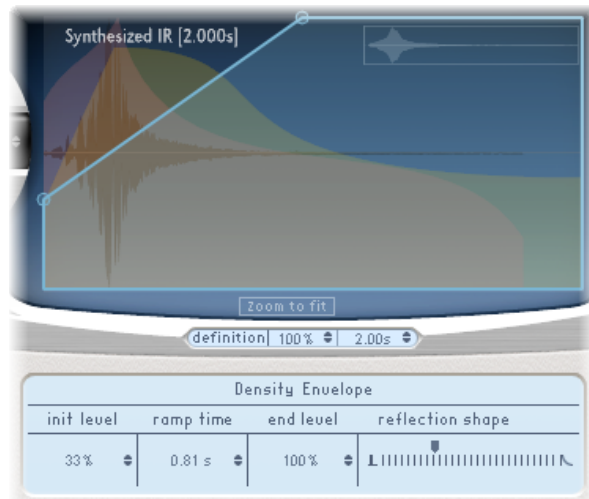 Synthesized IR [2.000s]
Zoom to fit
definition 100% 2.00s
Density Envelope
init level ramp time end level reflection shape
33% 0.81 s 100%